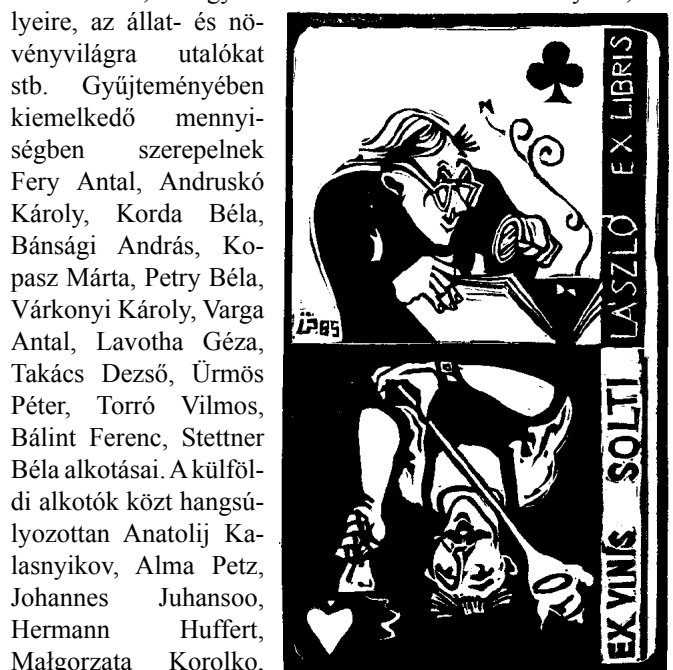 lyeire, az állat- és nö-
vényvilágra utalókat
stb. Gyűjteményében
kiemelkedő mennyi-
ségben szerepelnek
Fery Antal, Andruskó
Károly, Korda Béla,
Bánsági András, Ko-
pasz Márta, Petry Béla,
Várkonyi Károly, Varga
Antal, Lavotha Géza,
Takács Dezső, Ürmös
Péter, Torró Vilmos,
Bálint Ferenc, Stettner
Béla alkotásai. A külföl-
di alkotók közt hangsú-
lyozottan Anatolij Ka-
lasnyikov, Alma Petz,
Johannes Juhansoo,
Hermann Huffert,
Małgorzata Korolko,
EX VINIS SOLTI LÁSZLÓ EX LIBRIS